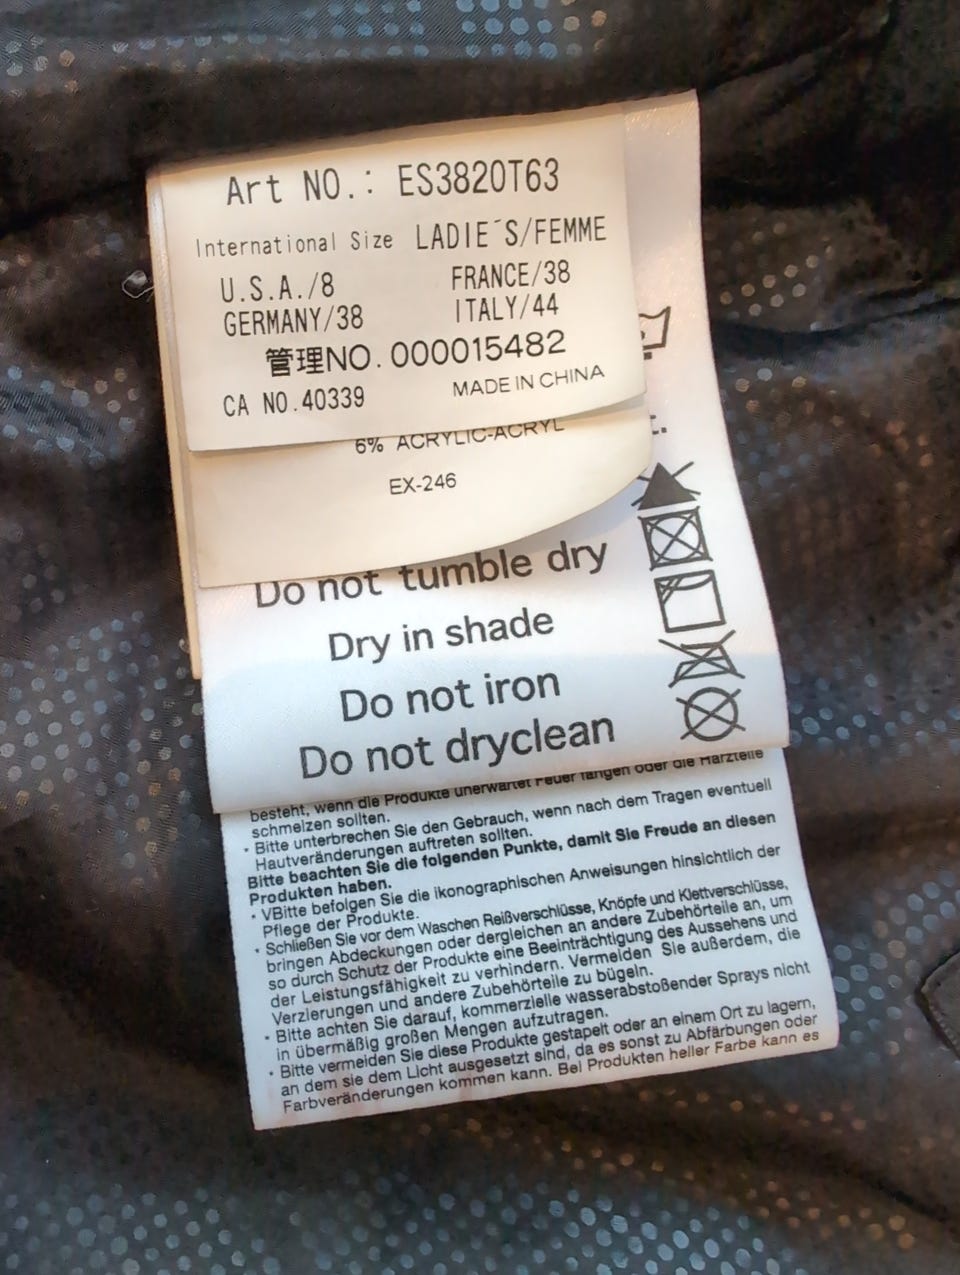 Art NO.: ES3820T63
International Size LADIE´S/FEMME
U.S.A./8 FRANCE/38
GERMANY/38 ITALY/44
管理NO. 000015482
CA NO. 40339 MADE IN CHINA
6% ACRYLIC-ACRYL
EX-246
Do not tumble dry
Dry in shade
Do not iron
Do not dryclean
besteht, wenn die Produkte unerwartet Feuer fangen oder die Harzteile
schmelzen sollten.
· Bitte unterbrechen Sie den Gebrauch, wenn nach dem Tragen eventuell
Hautveränderungen auftreten sollten.
Bitte beachten Sie die folgenden Punkte, damit Sie Freude an diesen
Produkten haben.
· VBitte befolgen Sie die ikonographischen Anweisungen hinsichtlich der
Pflege der Produkte.
· Schließen Sie vor dem Waschen Reißverschlüsse, Knöpfe und Klettverschlüsse,
bringen Abdeckungen oder dergleichen an andere Zubehörteile an, um
so durch Schutz der Produkte eine Beeinträchtigung des Aussehens und
der Leistungsfähigkeit zu verhindern. Vermeiden Sie außerdem, die
Verzierungen und andere Zubehörteile zu bügeln.
· Bitte achten Sie darauf, kommerzielle wasserabstoßender Sprays nicht
in übermäßig großen Mengen aufzutragen.
· Bitte vermeiden Sie diese Produkte gestapelt oder an einem Ort zu lagern,
an dem sie dem Licht ausgesetzt sind, da es sonst zu Abfärbungen oder
Farbveränderungen kommen kann. Bei Produkten heller Farbe kann es